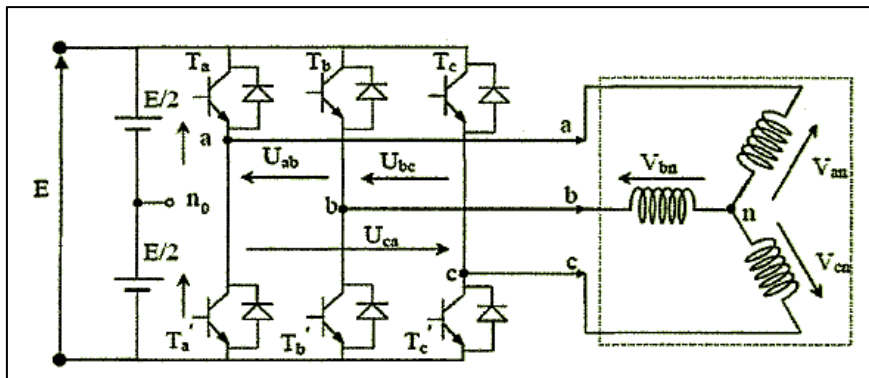 Ta Tb Tc
E/2
a a
Uab Ubc Vbn Van
E n0 b b n
Uca
E/2 c c Vcn
Ta' Tb' Tc'